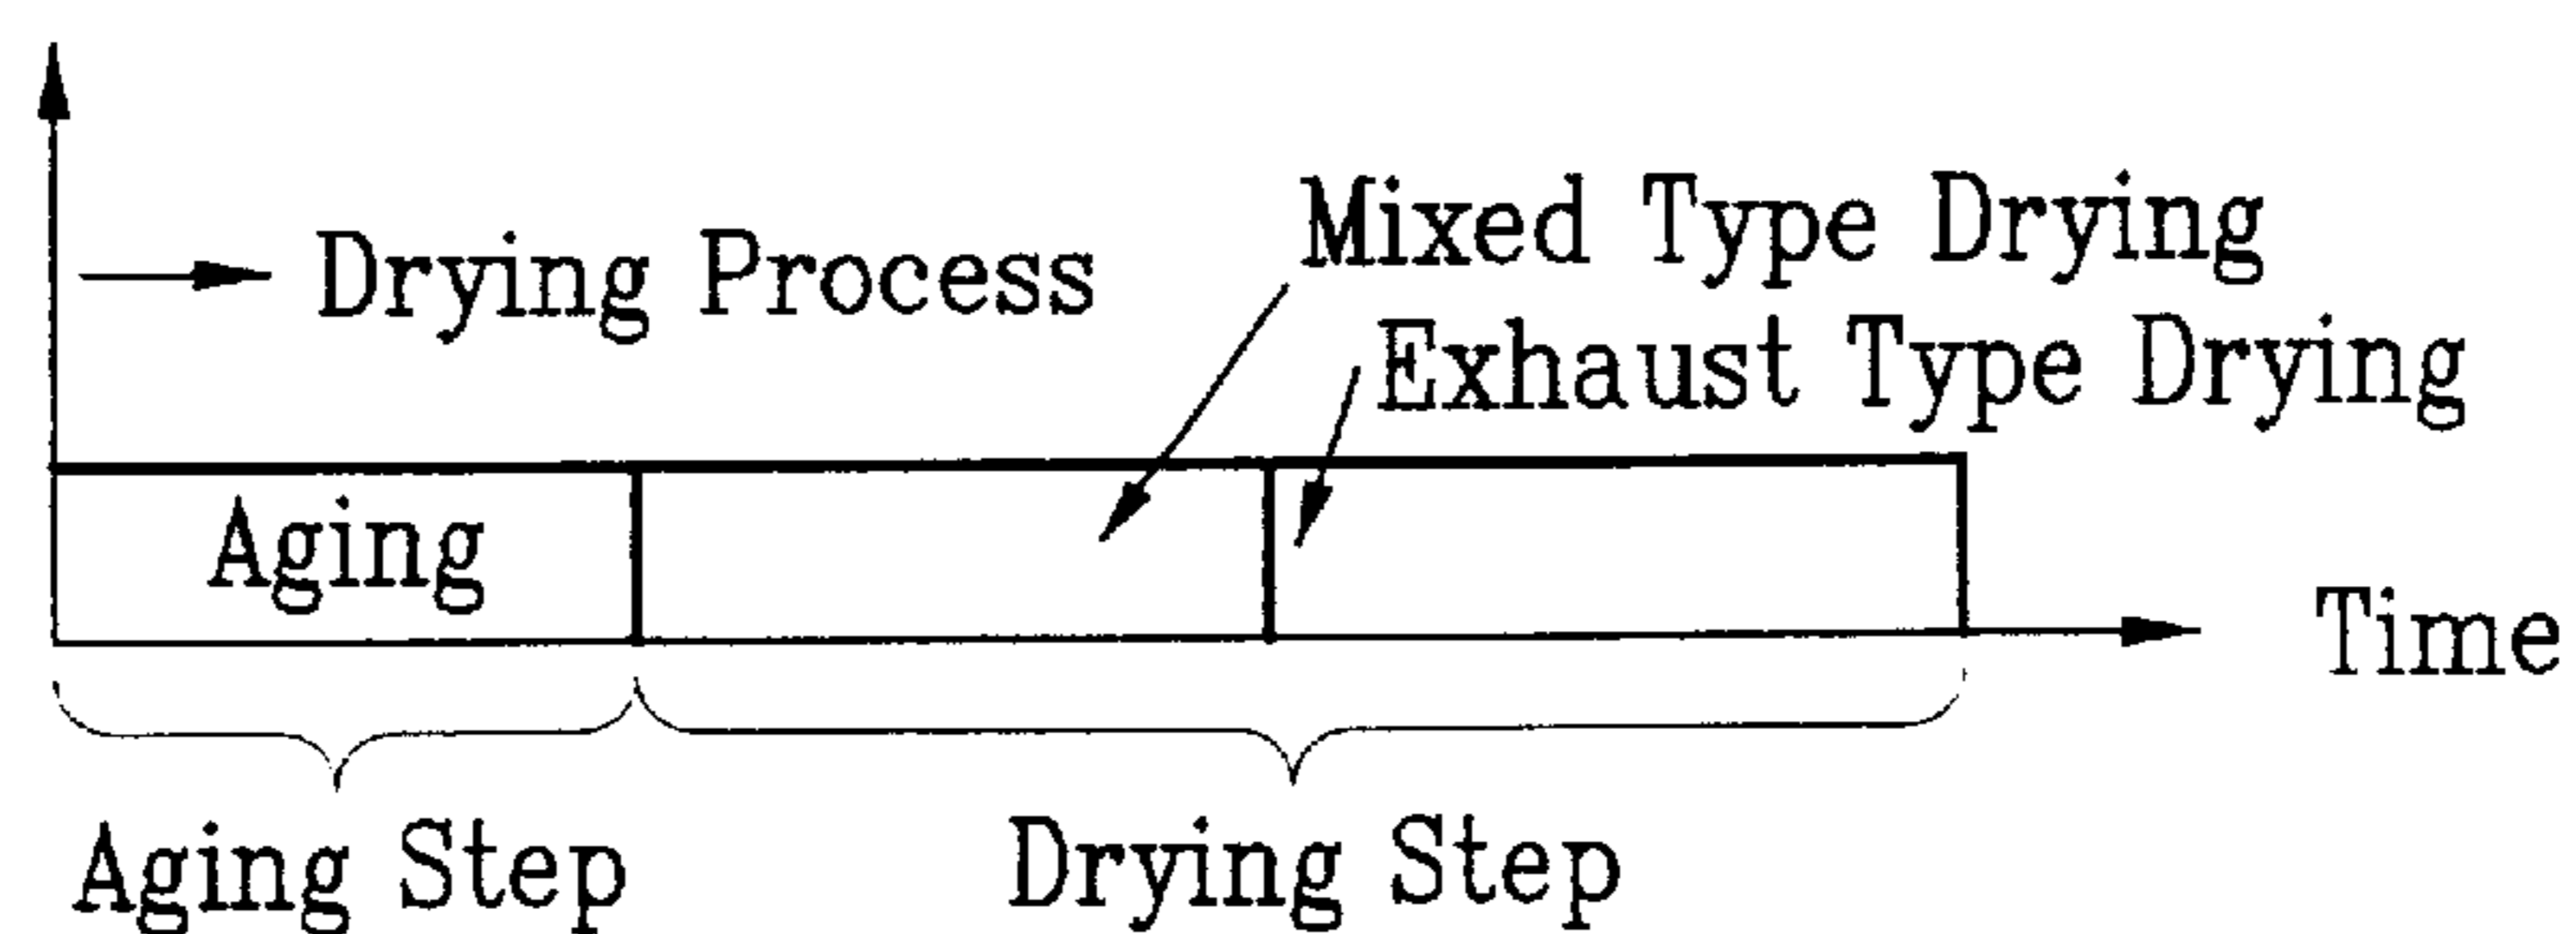 Drying Process
Mixed Type Drying
Exhaust Type Drying
Aging
Time
Aging Step
Drying Step